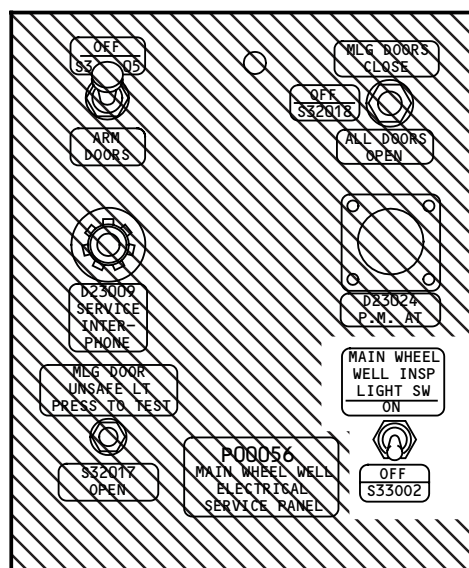 OFF
ARM
DOORS
MLG DOORS
CLOSE
OFF
S32018
ALL DOORS
OPEN
D23009
SERVICE
INTER-
PHONE
D23024
P.M. AT
MLG DOOR
UNSAFE LT
PRESS TO TEST
S32017
OPEN
P00056
MAIN WHEEL WELL
ELECTRICAL
SERVICE PANEL
MAIN WHEEL
WELL INSP
LIGHT SW
ON
OFF
S33002